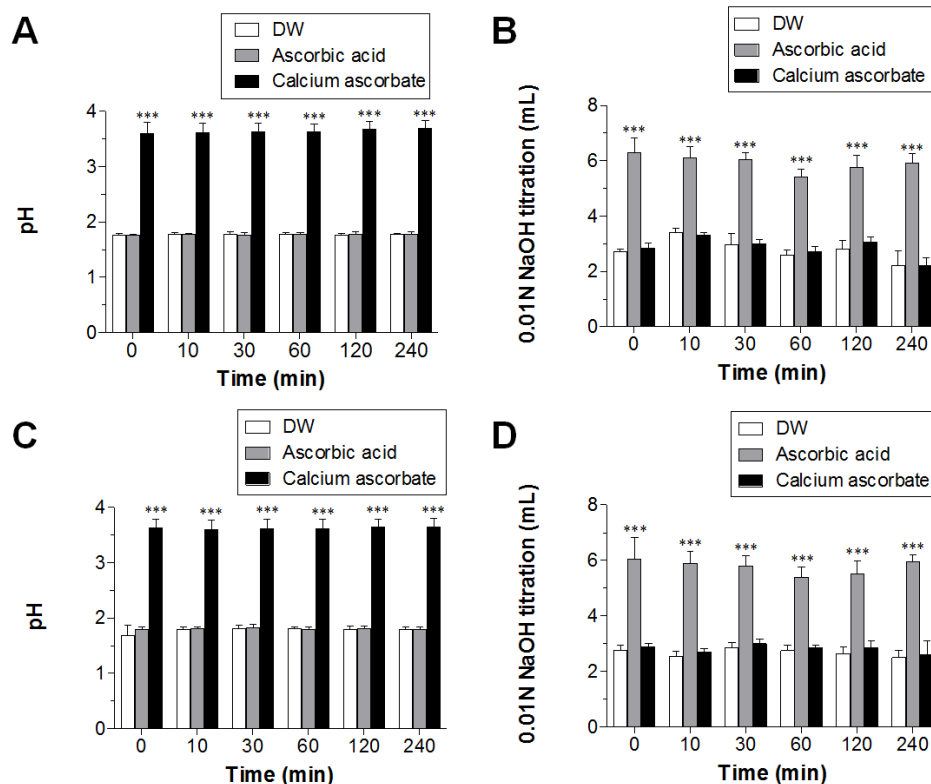 A
DW
Ascorbic acid
Calcium ascorbate
4
3
2
1
0
pH
*** *** *** *** *** ***
0 10 30 60 120 240
Time (min)
B
DW
Ascorbic acid
Calcium ascorbate
8
6
4
2
0
0.01N NaOH titration (mL)
*** *** *** *** *** ***
0 10 30 60 120 240
Time (min)
C
DW
Ascorbic acid
Calcium ascorbate
4
3
2
1
0
pH
*** *** *** *** *** ***
0 10 30 60 120 240
Time (min)
D
DW
Ascorbic acid
Calcium ascorbate
8
6
4
2
0
0.01N NaOH titration (mL)
*** *** *** *** *** ***
0 10 30 60 120 240
Time (min)